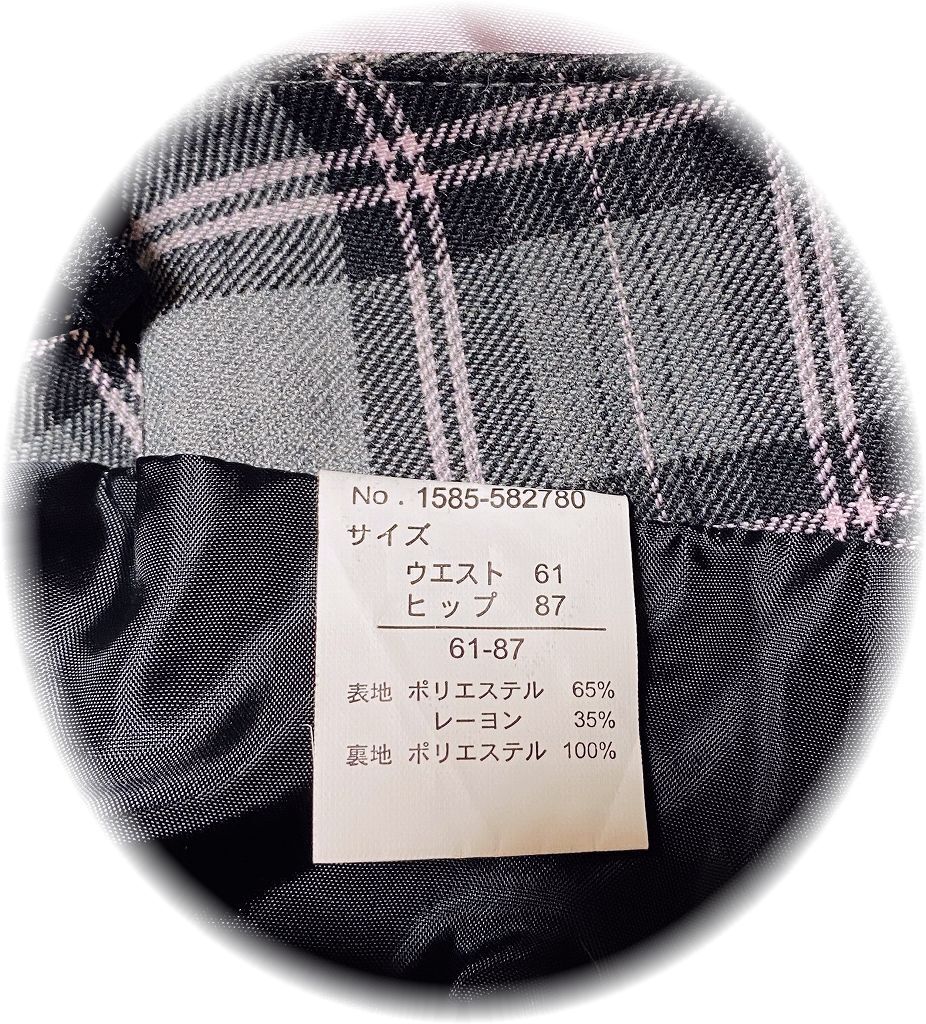 No. 1585-582780
サイズ
ウエスト 61
ヒップ 87
61-87
表地 ポリエステル 65%
レーヨン 35%
裏地 ポリエステル 100%